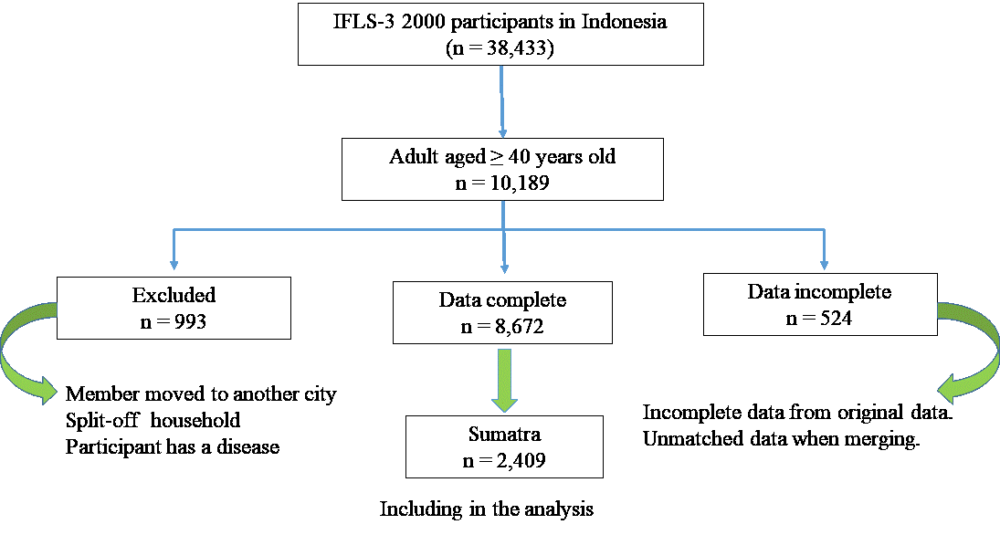 IFLS-3 2000 participants in Indonesia
(n = 38,433)
Adult aged ≥ 40 years old
n = 10,189
Excluded
n = 993
Data complete
n = 8,672
Data incomplete
n = 524
Member moved to another city
Split-off household
Participant has a disease
Incomplete data from original data.
Unmatched data when merging.
Sumatra
n = 2,409
Including in the analysis